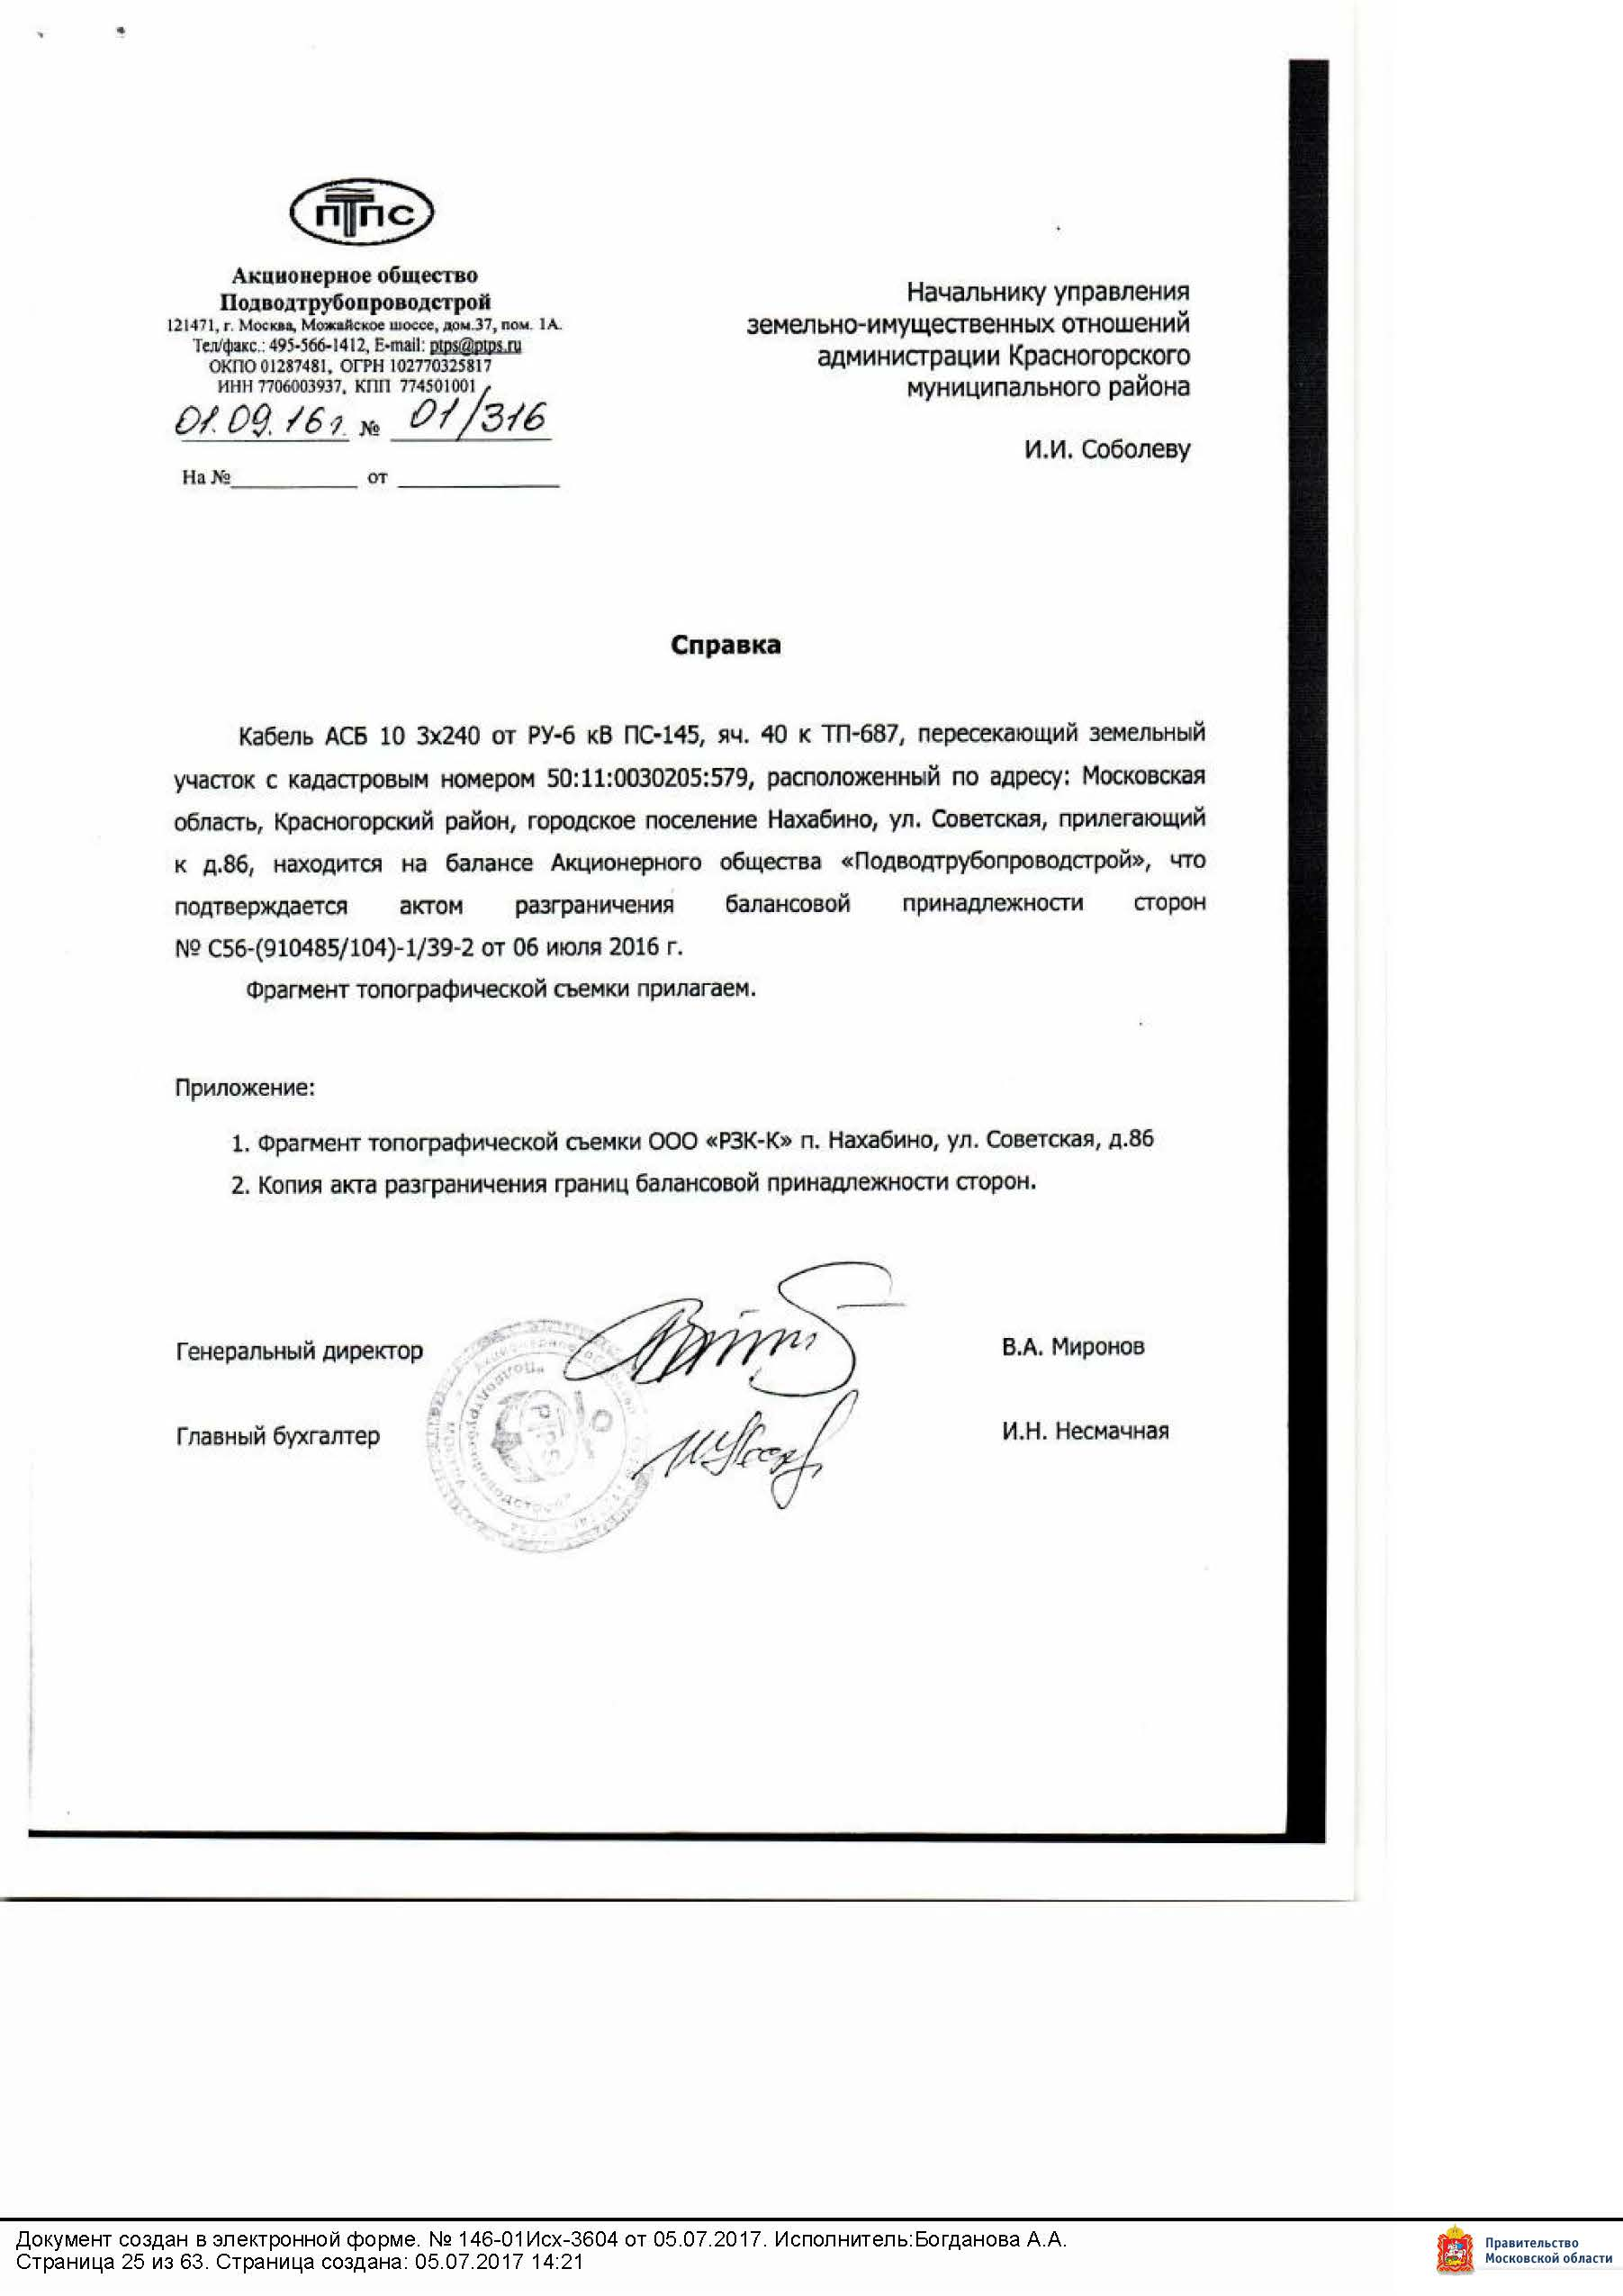 ПТПС
Акционерное общество
Подводтрубопроводстрой
121471, г. Москва, Можайское шоссе, дом.37, пом. 1А.
Тел/факс.: 495-566-1412, E-mail: ptps@ptps.ru
ОКПО 01287481, ОГРН 102770325817
ИНН 7706003937, КПП 774501001
01.09.16г. № 01/316
На № от
Начальнику управления
земельно-имущественных отношений
администрации Красногорского
муниципального района
И.И. Соболеву
Справка
Кабель АСБ 10 3х240 от РУ-6 кВ ПС-145, яч. 40 к ТП-687, пересекающий земельный
участок с кадастровым номером 50:11:0030205:579, расположенный по адресу: Московская
область, Красногорский район, городское поселение Нахабино, ул. Советская, прилегающий
к д.86, находится на балансе Акционерного общества «Подводтрубопроводстрой», что
подтверждается актом разграничения балансовой принадлежности сторон
№ С56-(910485/104)-1/39-2 от 06 июля 2016 г.
Фрагмент топографической съемки прилагаем.
Приложение:
1. Фрагмент топографической съемки ООО «РЗК-К» п. Нахабино, ул. Советская, д.86
2. Копия акта разграничения границ балансовой принадлежности сторон.
Генеральный директор В.А. Миронов
Главный бухгалтер И.Н. Несмачная
Документ создан в электронной форме. № 146-01Исх-3604 от 05.07.2017. Исполнитель:Богданова А.А.
Страница 25 из 63. Страница создана: 05.07.2017 14:21
Правительство
Московской области